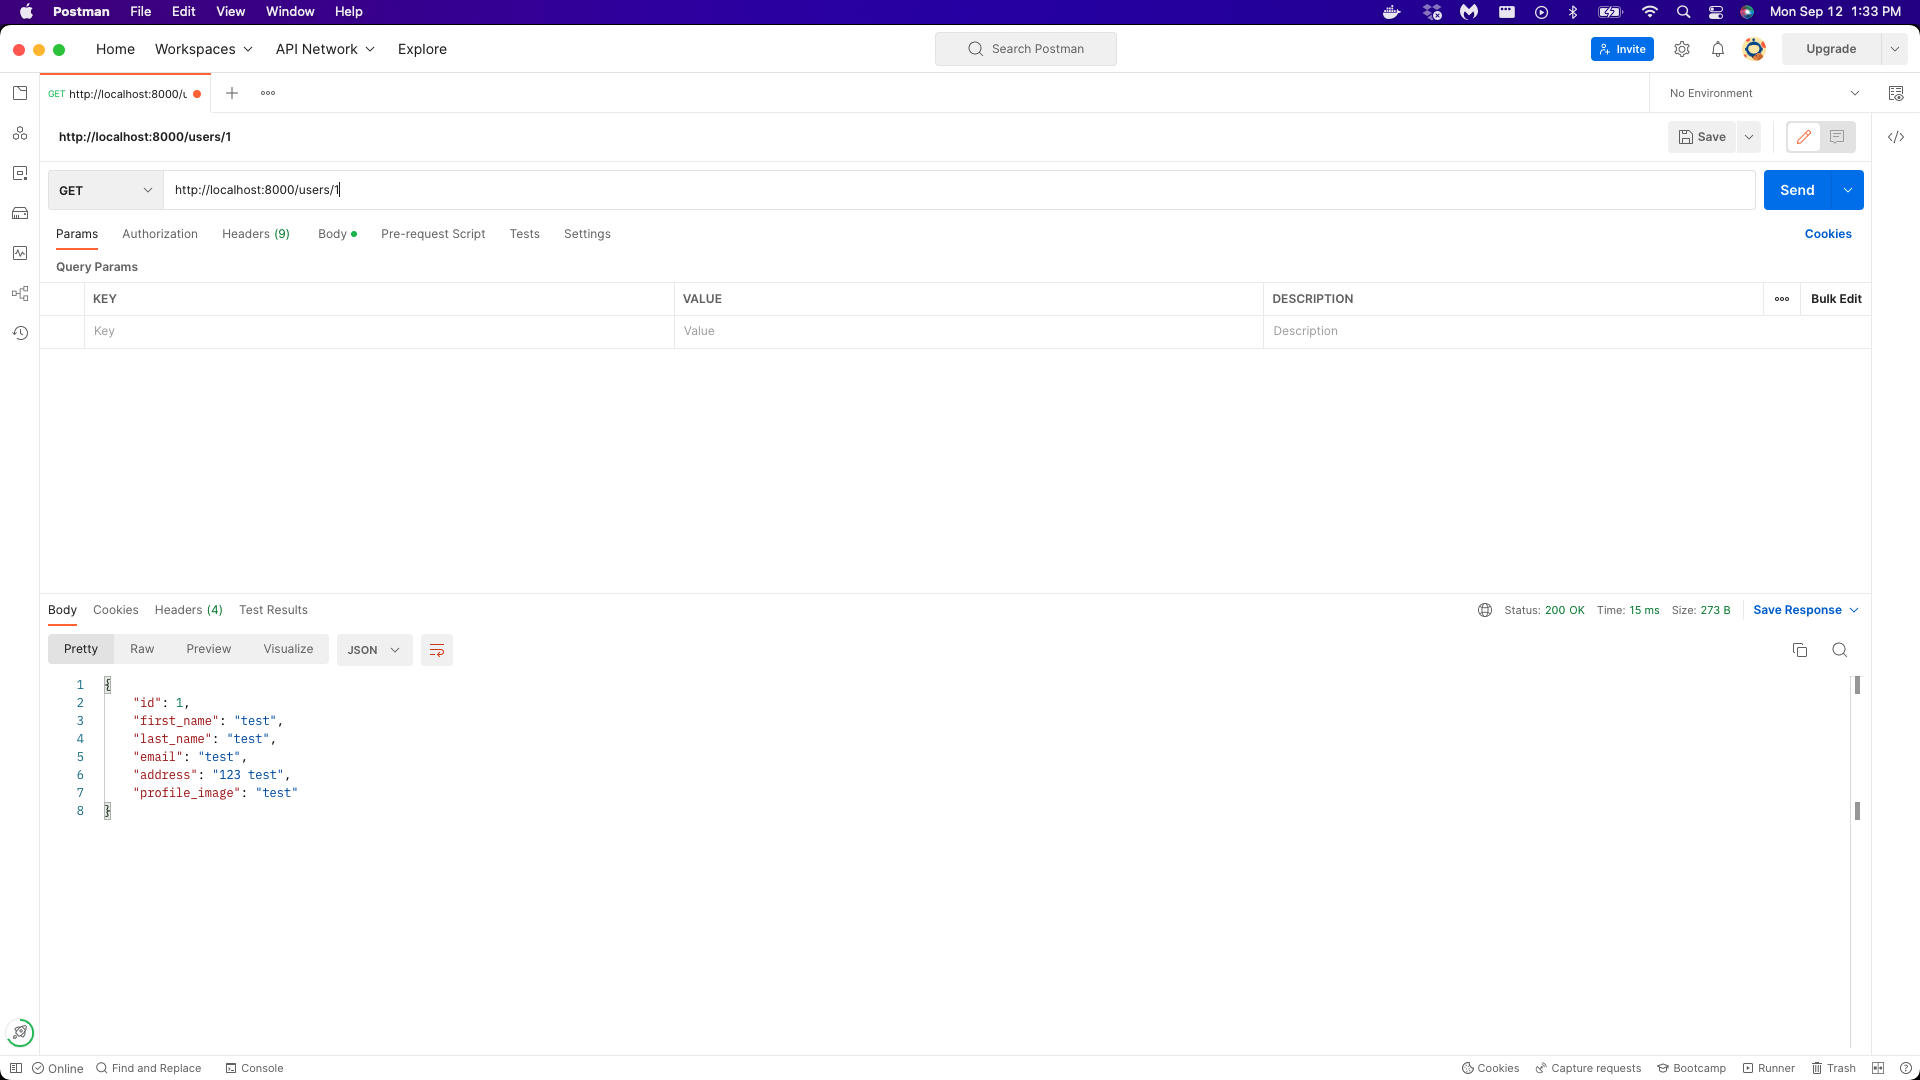 Postman File Edit View Window Help Mon Sep 12 1:33 PM
Home Workspaces API Network Explore Search Postman Invite Upgrade
GET http://localhost:8000/u No Environment
http://localhost:8000/users/1 Save
GET http://localhost:8000/users/1 Send
Params Authorization Headers (9) Body Pre-request Script Tests Settings Cookies
Query Params
KEY VALUE DESCRIPTION Bulk Edit
Key Value Description
Body Cookies Headers (4) Test Results Status: 200 OK Time: 15 ms Size: 273 B Save Response
Pretty Raw Preview Visualize JSON
1 {
2 "id": 1,
3 "first_name": "test",
4 "last_name": "test",
5 "email": "test",
6 "address": "123 test",
7 "profile_image": "test"
8 }
Online Find and Replace Console Cookies Capture requests Bootcamp Runner Trash